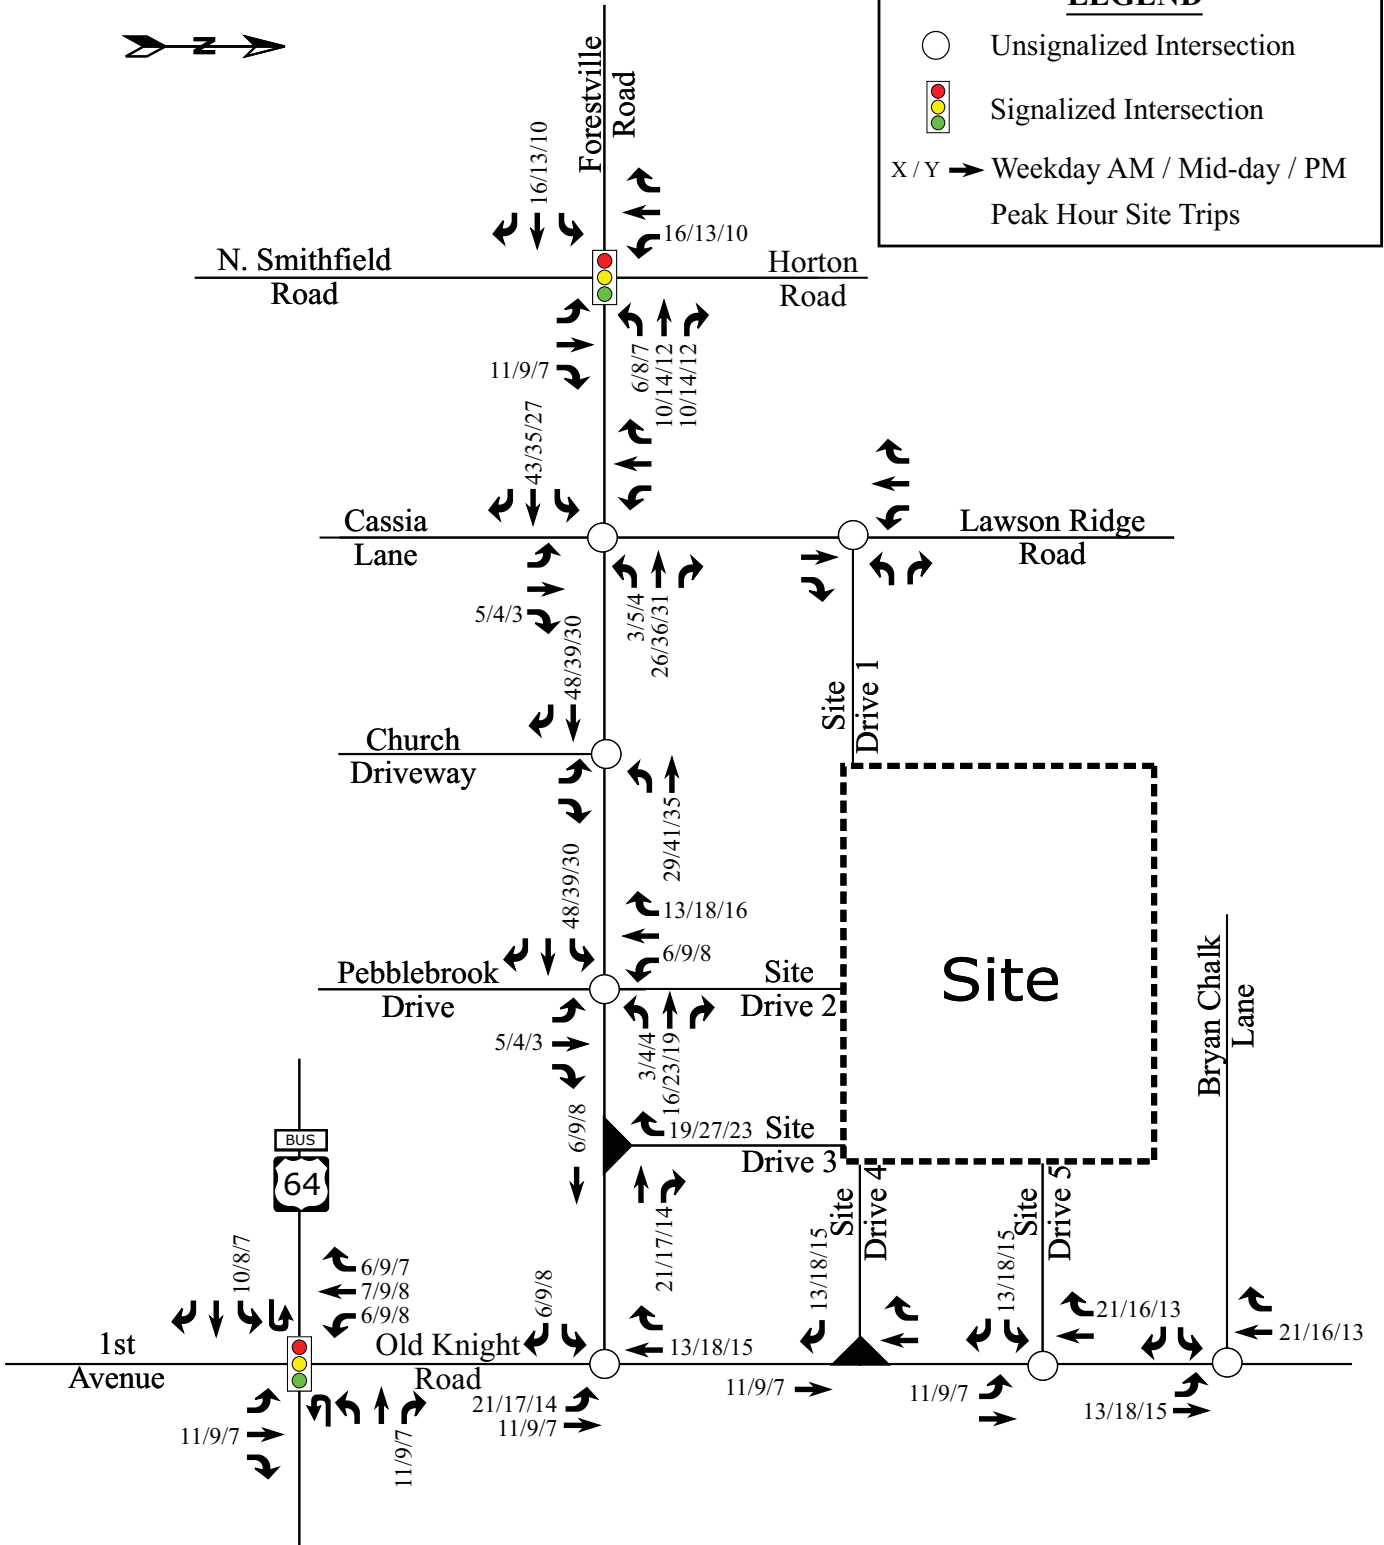 LEGEND
Unsignalized Intersection
Signalized Intersection
X / Y Weekday AM / Mid-day / PM
Peak Hour Site Trips
N
Forestville
Road
16/13/10
16/13/10
N. Smithfield
Road
Horton
Road
11/9/7
6/8/7
10/14/12
10/14/12
43/35/27
Cassia
Lane
Lawson Ridge
Road
5/4/3
3/5/4
26/36/31
48/39/30
Site
Drive 1
Church
Driveway
29/41/35
48/39/30
13/18/16
6/9/8
Pebblebrook
Drive
Site
Drive 2
Site
Bryan Chalk
Lane
5/4/3
3/4/4
16/23/19
6/9/8
19/27/23
Site
Drive 3
BUS
64
21/17/14
Site
Drive 4
Site
Drive 5
10/8/7
6/9/7
7/9/8
6/9/8
6/9/8
13/18/15
13/18/15
21/16/13
21/16/13
1st
Avenue
Old Knight
Road
13/18/15
11/9/7
11/9/7
21/17/14
11/9/7
11/9/7
11/9/7
13/18/15